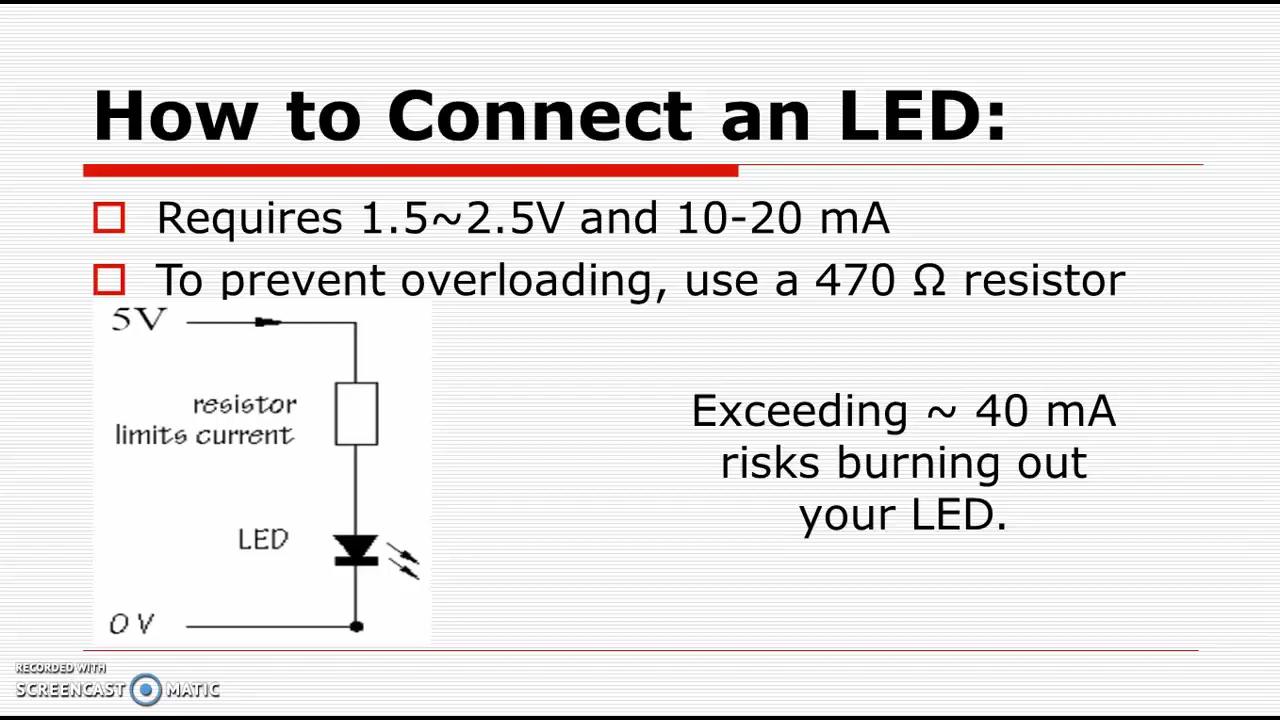 How to Connect an LED:
Requires 1.5~2.5V and 10-20 mA
To prevent overloading, use a 470 Ω resistor
5V
resistor
limits current
LED
0 V
Exceeding ~ 40 mA
risks burning out
your LED.
RECORDED WITH
SCREENCAST MATIC